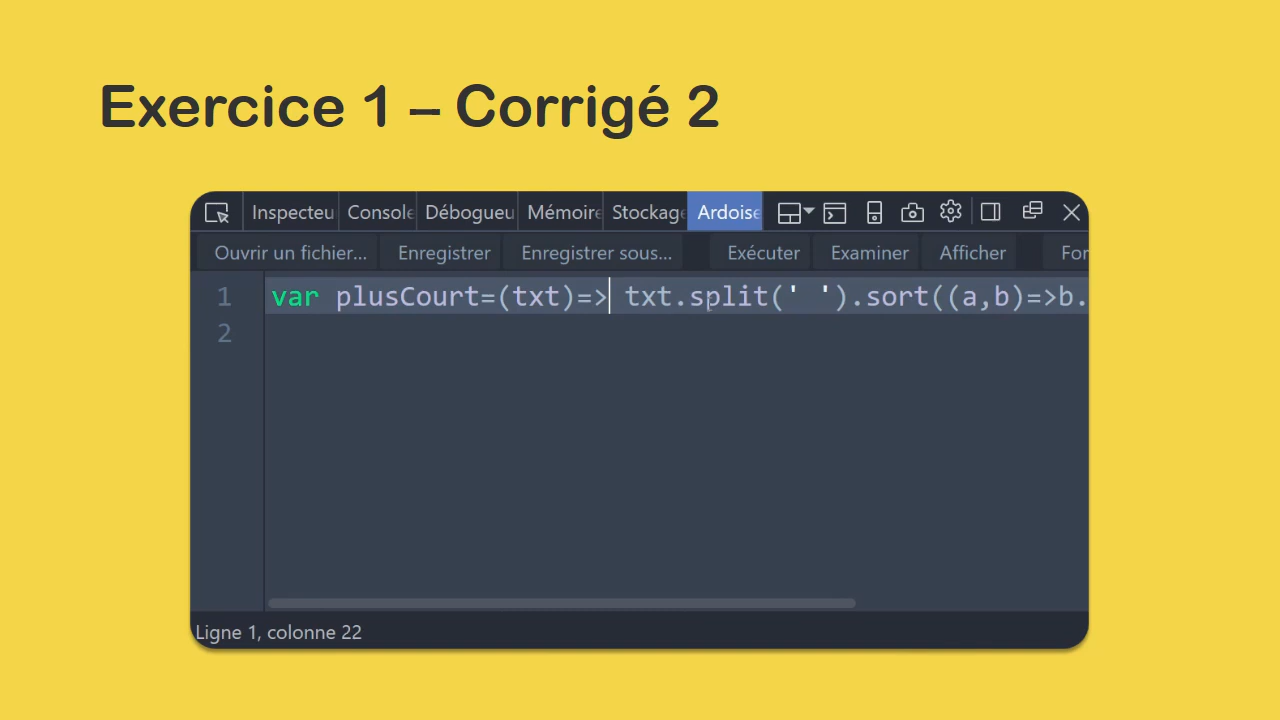 Exercice 1 – Corrigé 2
Inspecteu Console Débogueu Mémoire Stockage Ardoise
Ouvrir un fichier... Enregistrer Enregistrer sous... Exécuter Examiner Afficher For
1 var plusCourt=(txt)=> txt.split(' ').sort((a,b)=>b.
2
Ligne 1, colonne 22